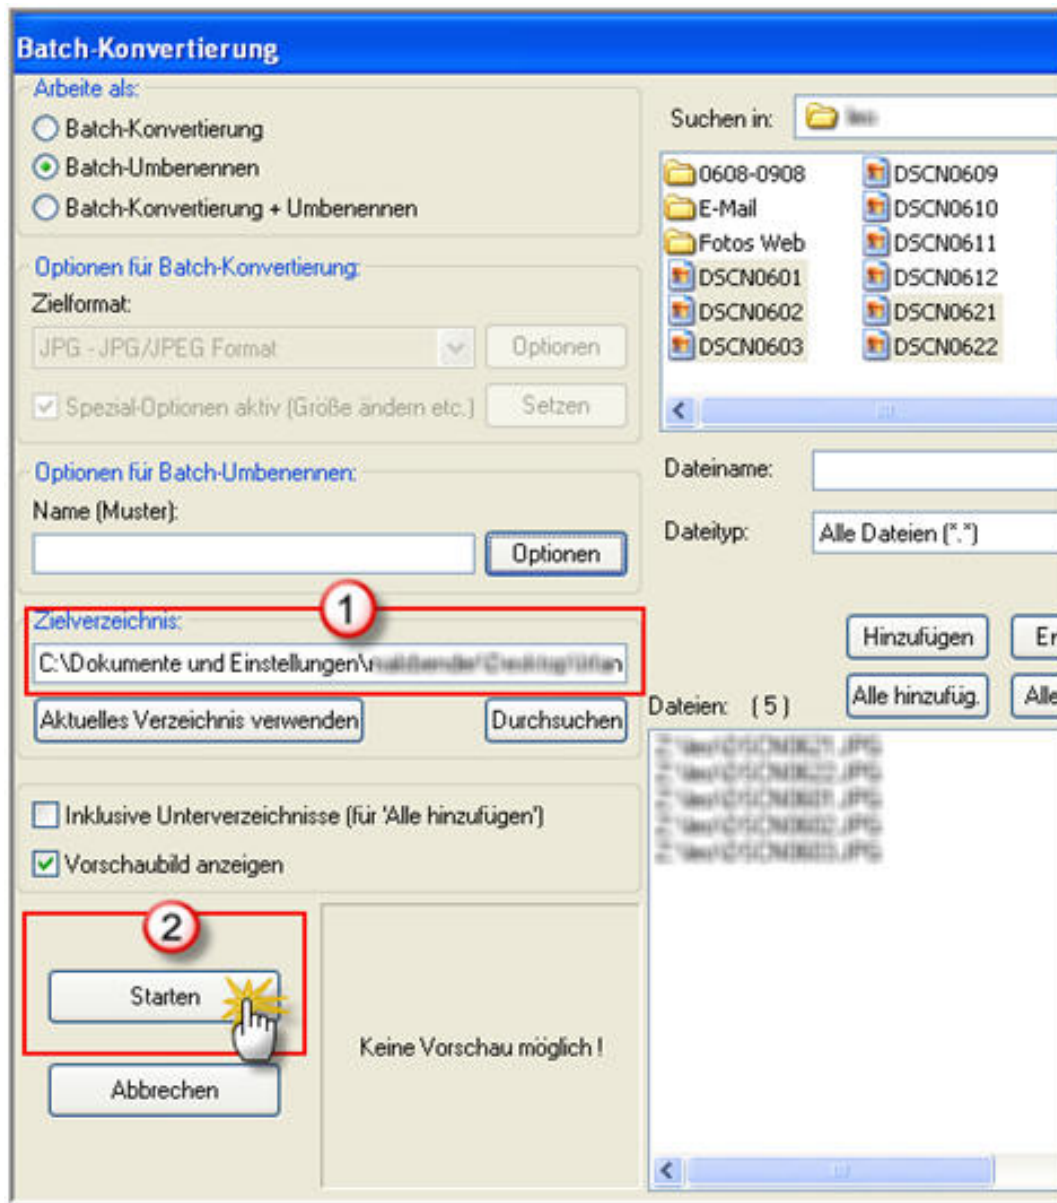 Batch-Konvertierung
Arbeite als:
Batch-Konvertierung
Batch-Umbenennen
Batch-Konvertierung + Umbenennen
Optionen für Batch-Konvertierung:
Zielformat:
JPG - JPG/JPEG Format
Optionen
Spezial-Optionen aktiv (Größe ändern etc.)
Setzen
Optionen für Batch-Umbenennen:
Name (Muster):
Optionen
1
Zielverzeichnis:
C:\Dokumente und Einstellungen\
Aktuelles Verzeichnis verwenden
Durchsuchen
Inklusive Unterverzeichnisse (für 'Alle hinzufügen')
Vorschaubild anzeigen
2
Starten
Abbrechen
Keine Vorschau möglich !
Suchen in:
0608-0908
E-Mail
Fotos Web
DSCN0601
DSCN0602
DSCN0603
DSCN0609
DSCN0610
DSCN0611
DSCN0612
DSCN0621
DSCN0622
Dateiname:
Dateityp:
Alle Dateien (*.*)
Hinzufügen
Er
Alle hinzufüg.
Alle
Dateien: ( 5 )